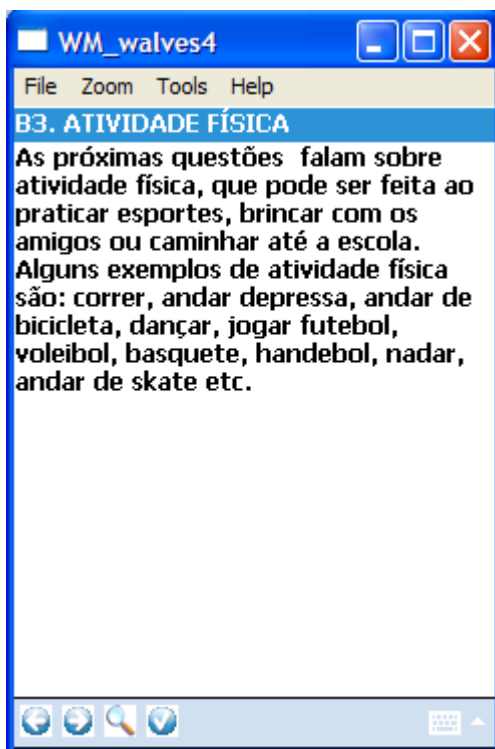 WM_walves4
File Zoom Tools Help
B3. ATIVIDADE FÍSICA
As próximas questões  falam sobre
atividade física, que pode ser feita ao
praticar esportes, brincar com os
amigos ou caminhar até a escola.
Alguns exemplos de atividade física
são: correr, andar depressa, andar de
bicicleta, dançar, jogar futebol,
voleibol, basquete, handebol, nadar,
andar de skate etc.